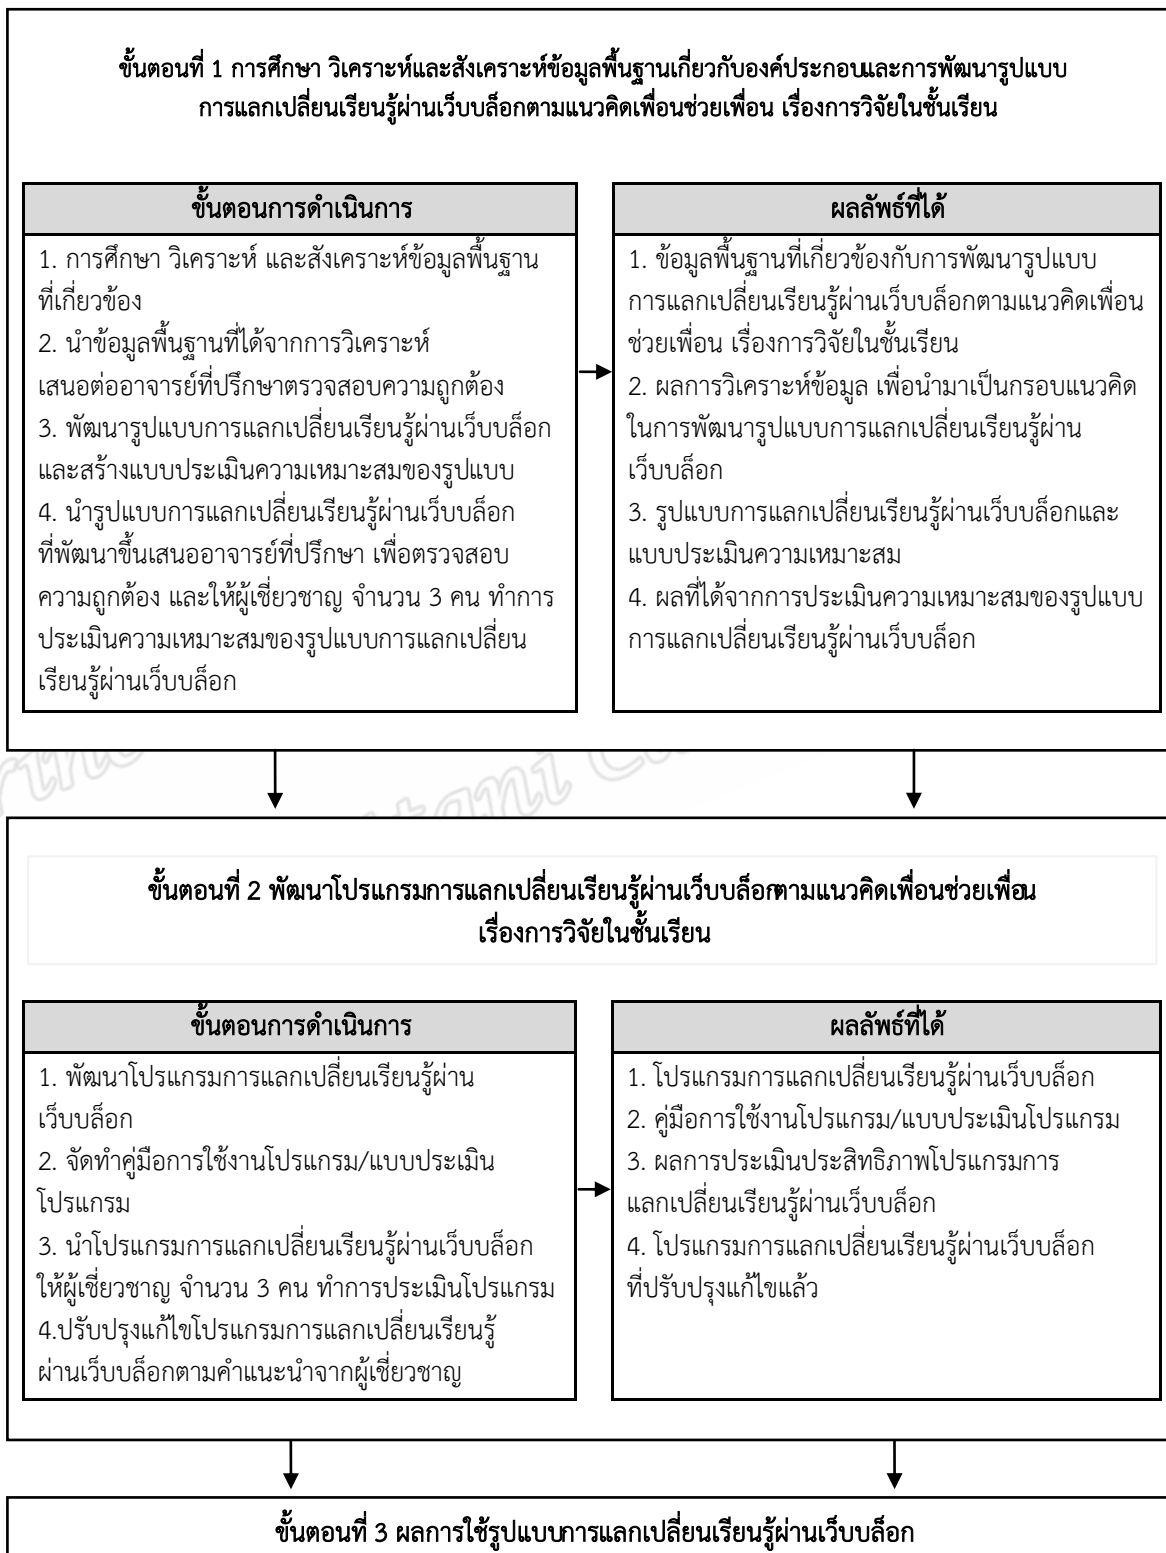 ขั้นตอนที่ 1 การศึกษา วิเคราะห์และสังเคราะห์ข้อมูลพื้นฐานเกี่ยวกับองค์ประกอบและการพัฒนารูปแบบ
การแลกเปลี่ยนเรียนรู้ผ่านเว็บบล็อกตามแนวคิดเพื่อนช่วยเพื่อน เรื่องการวิจัยในชั้นเรียน
ขั้นตอนการดำเนินการ
1. การศึกษา วิเคราะห์ และสังเคราะห์ข้อมูลพื้นฐาน
ที่เกี่ยวข้อง
2. นำข้อมูลพื้นฐานที่ได้จากการวิเคราะห์
เสนอต่ออาจารย์ที่ปรึกษาตรวจสอบความถูกต้อง
3. พัฒนารูปแบบการแลกเปลี่ยนเรียนรู้ผ่านเว็บบล็อก
และสร้างแบบประเมินความเหมาะสมของรูปแบบ
4. นำรูปแบบการแลกเปลี่ยนเรียนรู้ผ่านเว็บบล็อก
ที่พัฒนาขึ้นเสนออาจารย์ที่ปรึกษา เพื่อตรวจสอบ
ความถูกต้อง และให้ผู้เชี่ยวชาญ จำนวน 3 คน ทำการ
ประเมินความเหมาะสมของรูปแบบการแลกเปลี่ยน
เรียนรู้ผ่านเว็บบล็อก
ผลลัพธ์ที่ได้
1. ข้อมูลพื้นฐานที่เกี่ยวข้องกับการพัฒนารูปแบบ
การแลกเปลี่ยนเรียนรู้ผ่านเว็บบล็อกตามแนวคิดเพื่อน
ช่วยเพื่อน เรื่องการวิจัยในชั้นเรียน
2. ผลการวิเคราะห์ข้อมูล เพื่อนำมาเป็นกรอบแนวคิด
ในการพัฒนารูปแบบการแลกเปลี่ยนเรียนรู้ผ่าน
เว็บบล็อก
3. รูปแบบการแลกเปลี่ยนเรียนรู้ผ่านเว็บบล็อกและ
แบบประเมินความเหมาะสม
4. ผลที่ได้จากการประเมินความเหมาะสมของรูปแบบ
การแลกเปลี่ยนเรียนรู้ผ่านเว็บบล็อก
ขั้นตอนที่ 2 พัฒนาโปรแกรมการแลกเปลี่ยนเรียนรู้ผ่านเว็บบล็อกตามแนวคิดเพื่อนช่วยเพื่อน
เรื่องการวิจัยในชั้นเรียน
ขั้นตอนการดำเนินการ
1. พัฒนาโปรแกรมการแลกเปลี่ยนเรียนรู้ผ่าน
เว็บบล็อก
2. จัดทำคู่มือการใช้งานโปรแกรม/แบบประเมิน
โปรแกรม
3. นำโปรแกรมการแลกเปลี่ยนเรียนรู้ผ่านเว็บบล็อก
ให้ผู้เชี่ยวชาญ จำนวน 3 คน ทำการประเมินโปรแกรม
4.ปรับปรุงแก้ไขโปรแกรมการแลกเปลี่ยนเรียนรู้
ผ่านเว็บบล็อกตามคำแนะนำจากผู้เชี่ยวชาญ
ผลลัพธ์ที่ได้
1. โปรแกรมการแลกเปลี่ยนเรียนรู้ผ่านเว็บบล็อก
2. คู่มือการใช้งานโปรแกรม/แบบประเมินโปรแกรม
3. ผลการประเมินประสิทธิภาพโปรแกรมการ
แลกเปลี่ยนเรียนรู้ผ่านเว็บบล็อก
4. โปรแกรมการแลกเปลี่ยนเรียนรู้ผ่านเว็บบล็อก
ที่ปรับปรุงแก้ไขแล้ว
ขั้นตอนที่ 3 ผลการใช้รูปแบบการแลกเปลี่ยนเรียนรู้ผ่านเว็บบล็อก